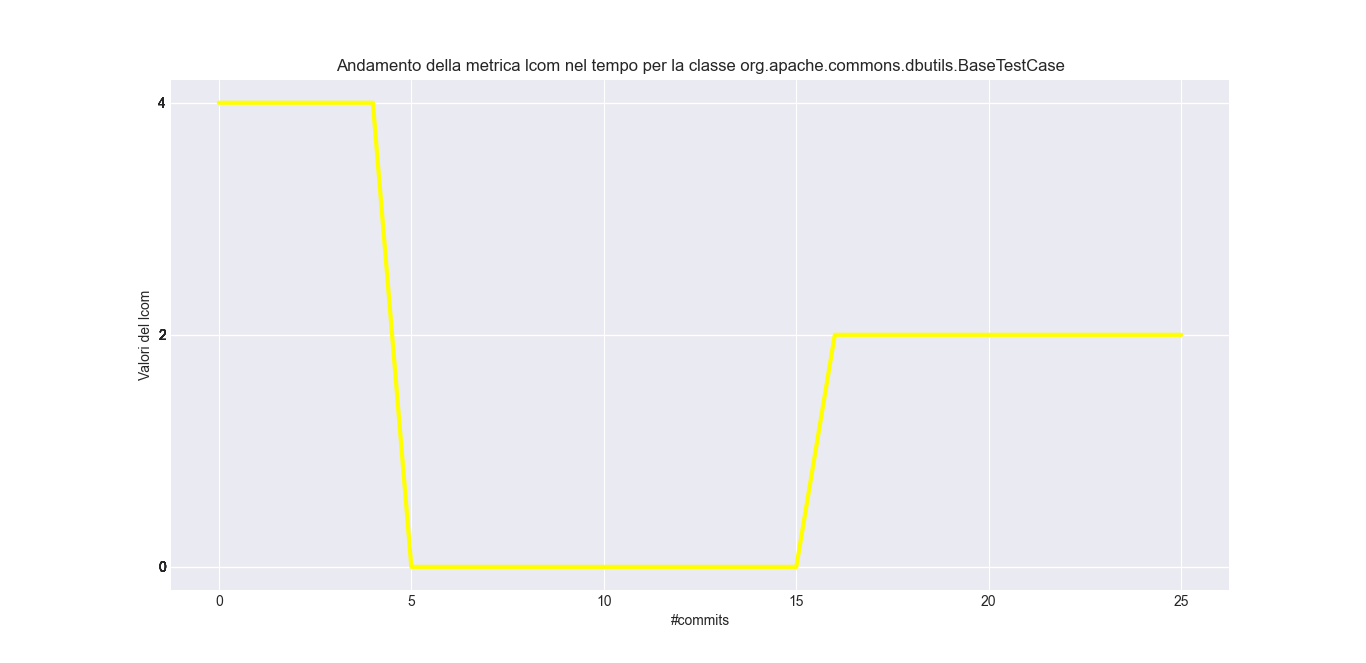 Andamento della metrica lcom nel tempo per la classe org.apache.commons.dbutils.BaseTestCase
4
2
0
Valori del lcom
0 5 10 15 20 25
#commits